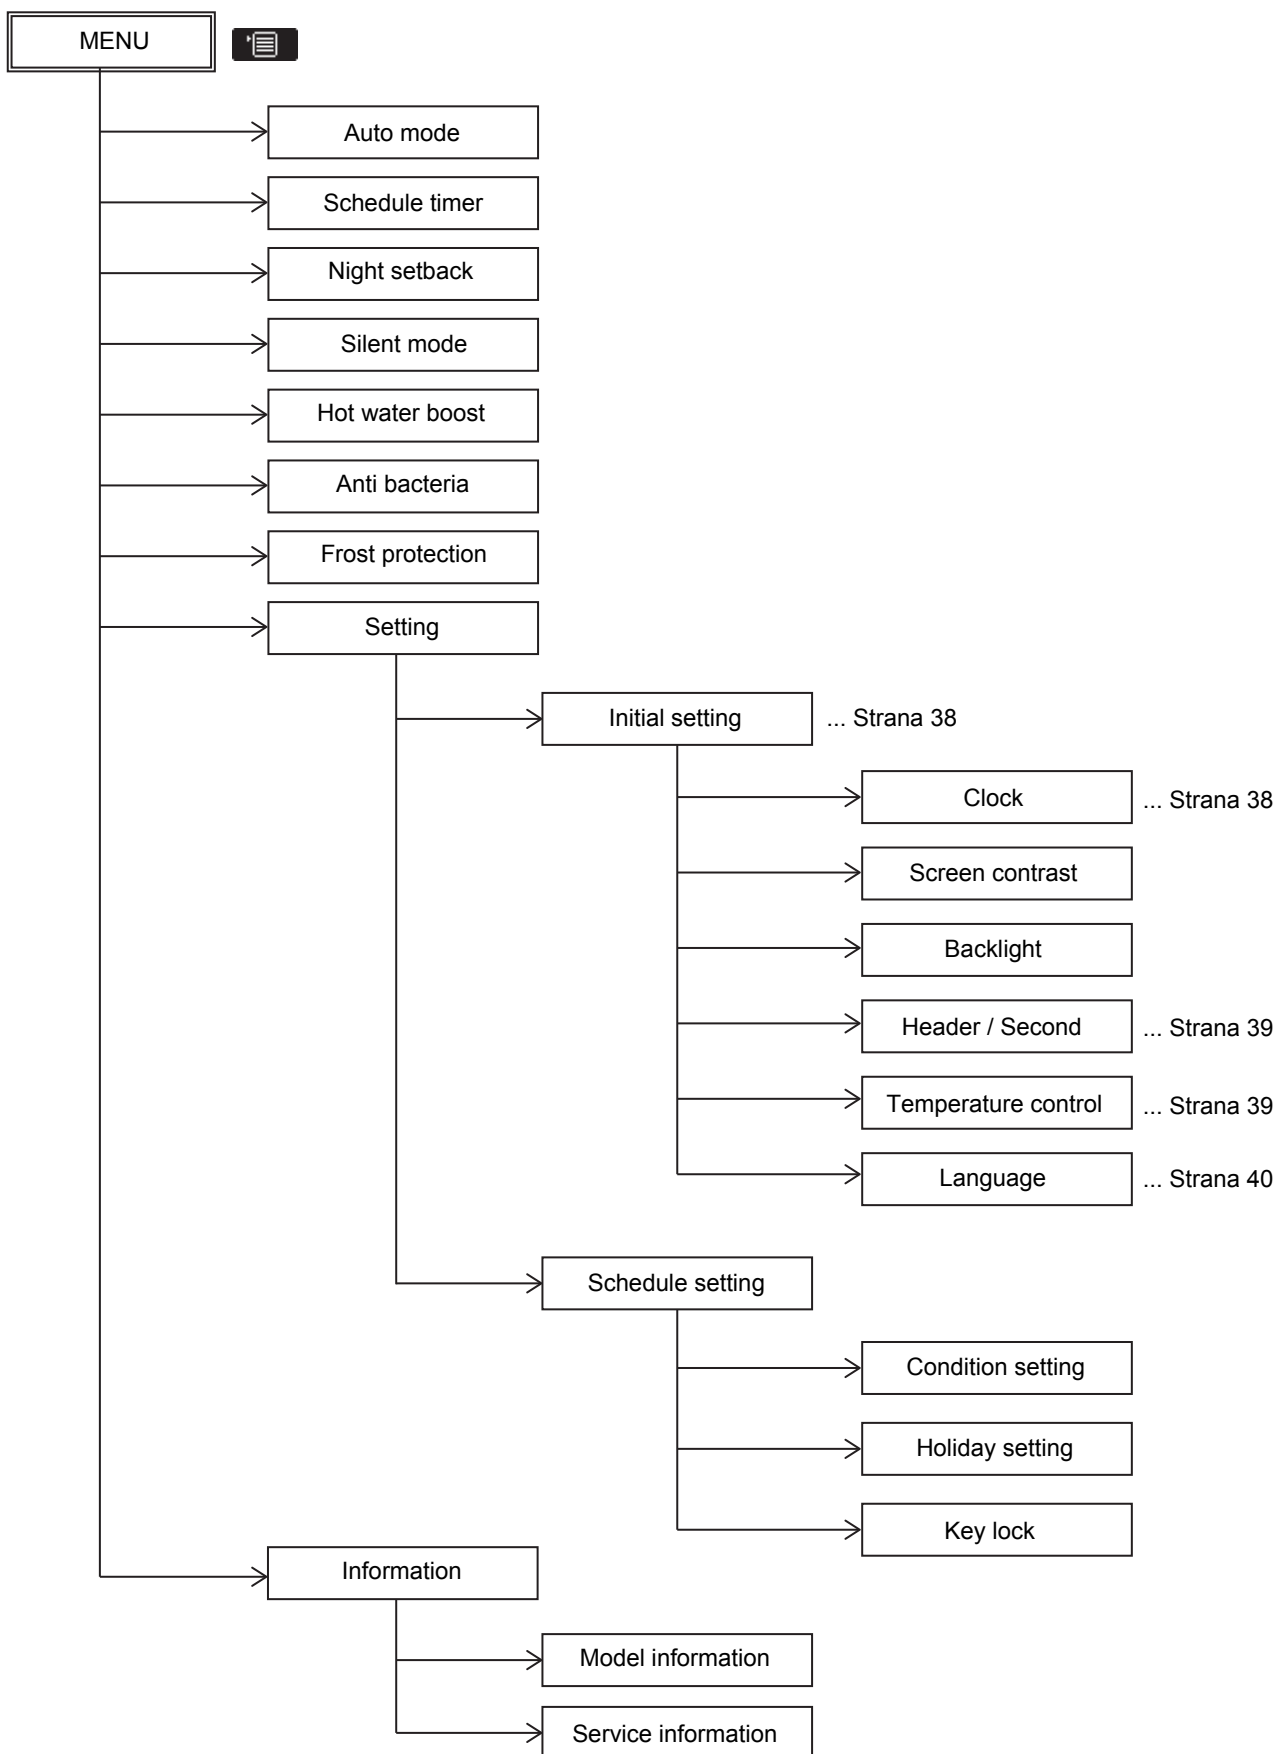 MENU
Auto mode
Schedule timer
Night setback
Silent mode
Hot water boost
Anti bacteria
Frost protection
Setting
Initial setting ... Strana 38
Clock ... Strana 38
Screen contrast
Backlight
Header / Second ... Strana 39
Temperature control ... Strana 39
Language ... Strana 40
Schedule setting
Condition setting
Holiday setting
Key lock
Information
Model information
Service information